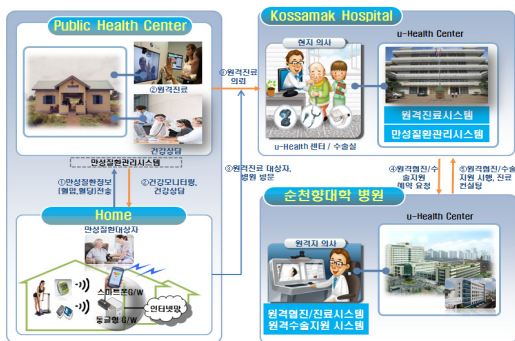 Public Health Center
②원격진료
건강상담
만성질환관리시스템
①만성질환정보
(혈압,혈당)전송
②건강모니터링,
건강상담
Home
만성질환대상자
스마트폰G/W
동글형 G/W
인터넷망
③원격진료
의뢰
③원격진료 대상자,
병원 방문
Kossamak Hospital
현지 의사
u-Health 센터 / 수술실
u-Health Center
원격진료시스템
만성질환관리시스템
④원격협진/수
술지원
예약 요청
⑤원격협진/수술
지원 시행, 진료
컨설팅
순천향대학 병원
원격지 의사
원격협진/진료시스템
원격수술지원 시스템
u-Health Center